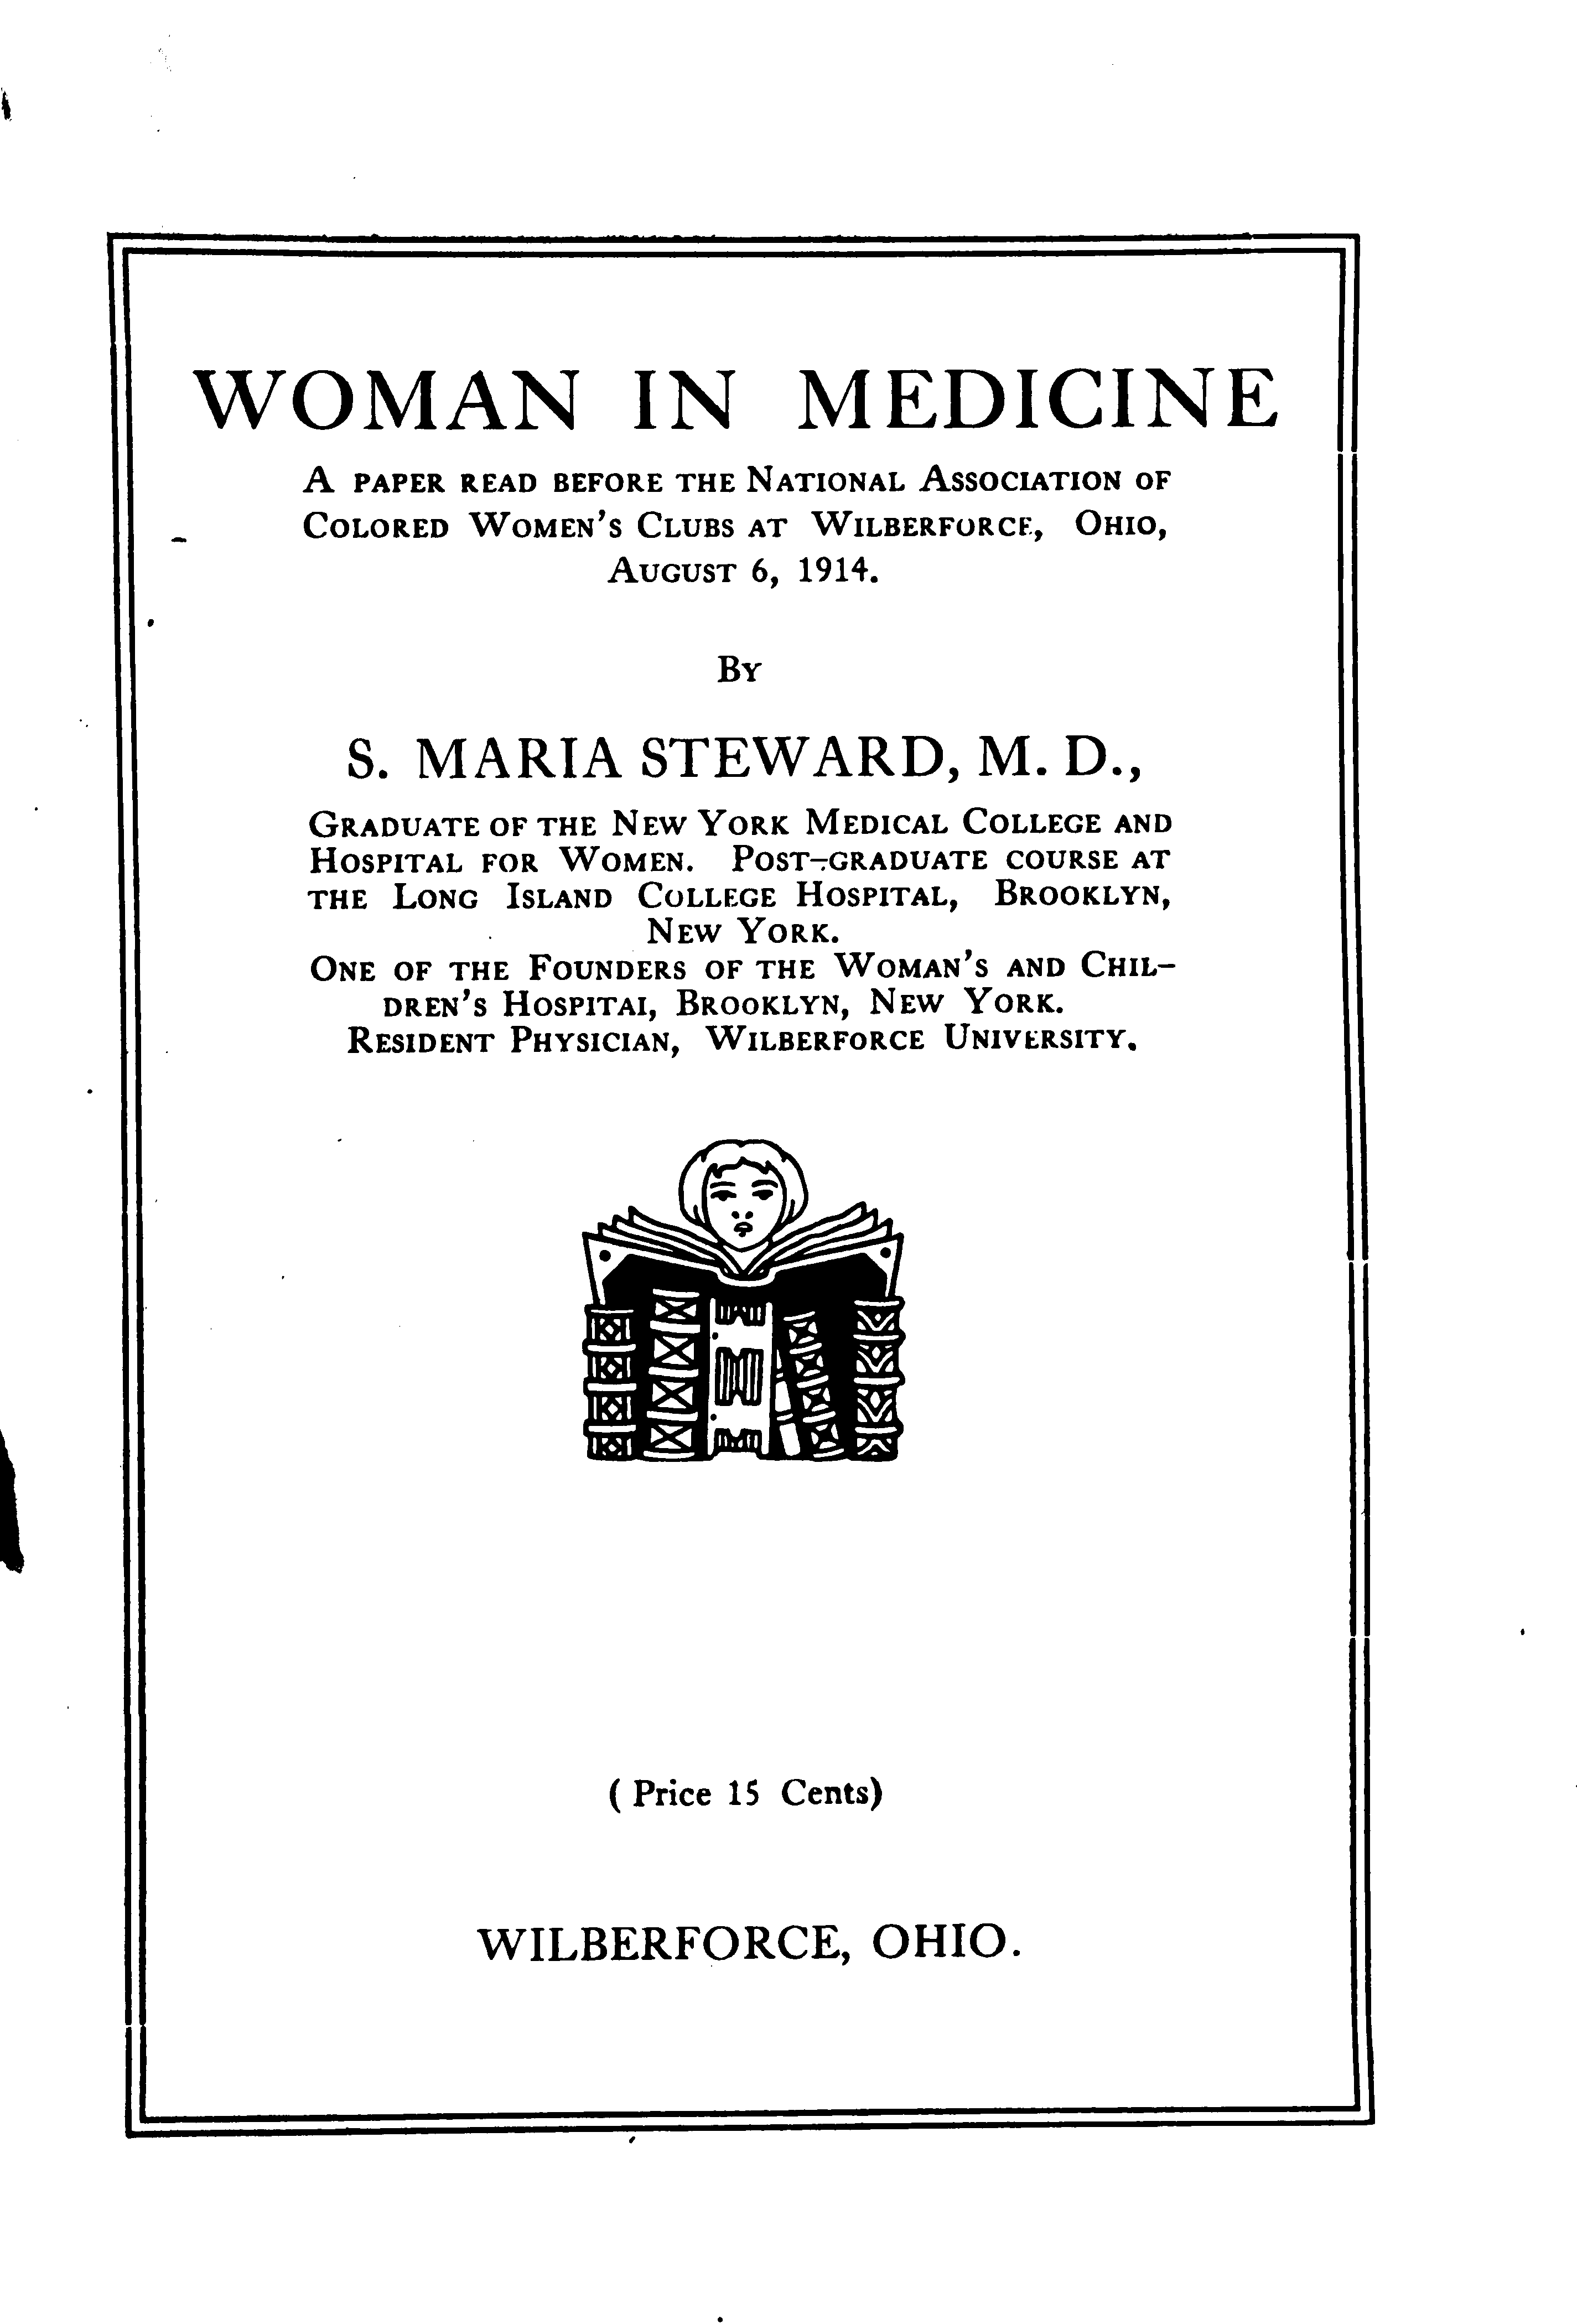 WOMAN IN MEDICINE
A PAPER READ BEFORE THE NATIONAL ASSOCIATION OF
COLORED WOMEN'S CLUBS AT WILBERFORCE, OHIO,
AUGUST 6, 1914.
BY
S. MARIA STEWARD, M. D.,
GRADUATE OF THE NEW YORK MEDICAL COLLEGE AND
HOSPITAL FOR WOMEN. POST-GRADUATE COURSE AT
THE LONG ISLAND COLLEGE HOSPITAL, BROOKLYN,
NEW YORK.
ONE OF THE FOUNDERS OF THE WOMAN'S AND CHIL-
DREN'S HOSPITAI, BROOKLYN, NEW YORK.
RESIDENT PHYSICIAN, WILBERFORCE UNIVERSITY.
( Price 15 Cents)
WILBERFORCE, OHIO.